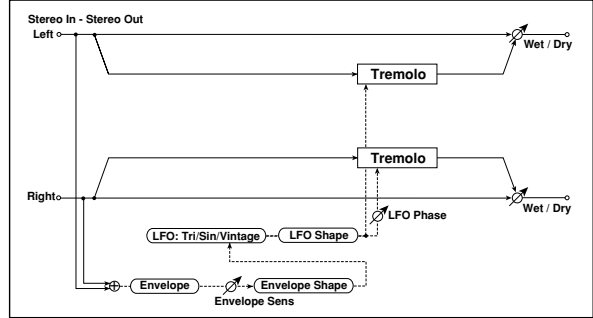 Stereo In - Stereo Out
Left
Wet / Dry
Tremolo
Tremolo
Right
Wet / Dry
LFO Phase
LFO: Tri/Sin/Vintage
LFO Shape
Envelope
Envelope Shape
Envelope Sens